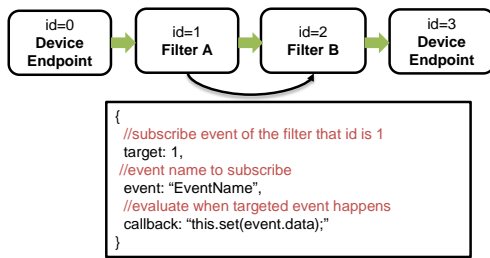 id=0
Device
Endpoint
id=1
Filter A
id=2
Filter B
id=3
Device
Endpoint
{
//subscribe event of the filter that id is 1
target: 1,
//event name to subscribe
event: “EventName”,
//evaluate when targeted event happens
callback: “this.set(event.data);”
}